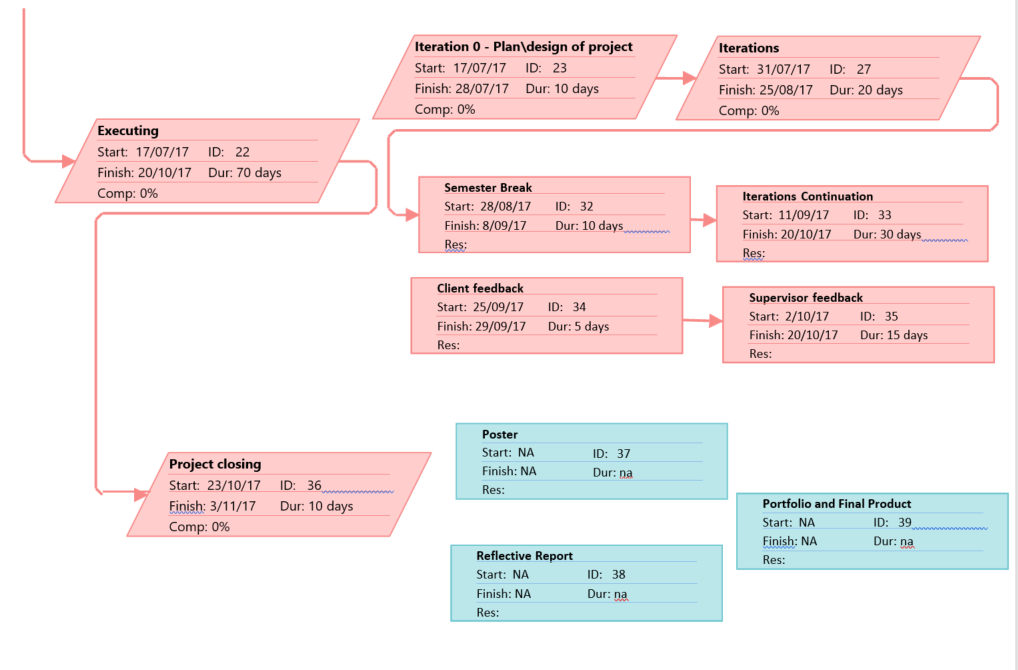 Iteration 0 - Plan\design of project
Start: 17/07/17 ID: 23
Finish: 28/07/17 Dur: 10 days
Comp: 0%
Iterations
Start: 31/07/17 ID: 27
Finish: 25/08/17 Dur: 20 days
Comp: 0%
Executing
Start: 17/07/17 ID: 22
Finish: 20/10/17 Dur: 70 days
Comp: 0%
Semester Break
Start: 28/08/17 ID: 32
Finish: 8/09/17 Dur: 10 days
Res:
Iterations Continuation
Start: 11/09/17 ID: 33
Finish: 20/10/17 Dur: 30 days
Res:
Client feedback
Start: 25/09/17 ID: 34
Finish: 29/09/17 Dur: 5 days
Res:
Supervisor feedback
Start: 2/10/17 ID: 35
Finish: 20/10/17 Dur: 15 days
Res:
Poster
Start: NA ID: 37
Finish: NA Dur: na
Res:
Project closing
Start: 23/10/17 ID: 36
Finish: 3/11/17 Dur: 10 days
Comp: 0%
Portfolio and Final Product
Start: NA ID: 39
Finish: NA Dur: na
Res:
Reflective Report
Start: NA ID: 38
Finish: NA Dur: na
Res: